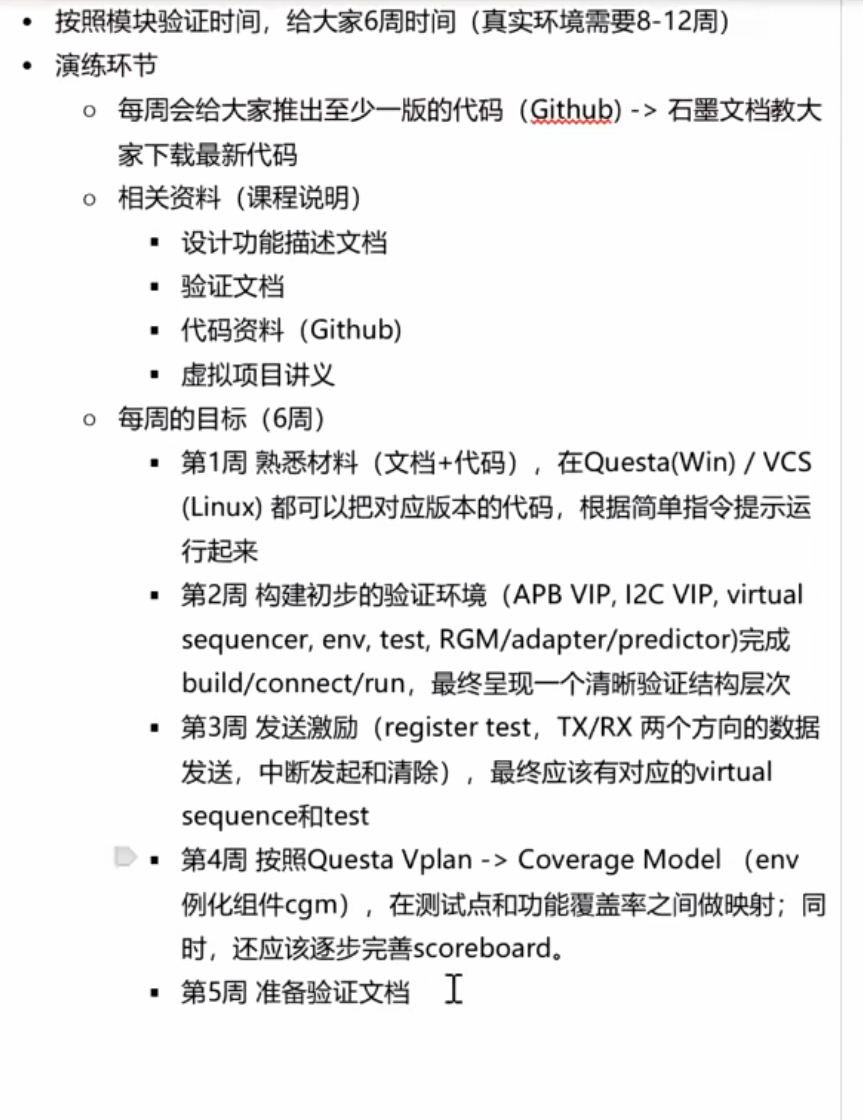 • 按照模块验证时间，给大家6周时间（真实环境需要8-12周）
• 演练环节
o 每周会给大家推出至少一版的代码（Github) -> 石墨文档教大
家下载最新代码
o 相关资料（课程说明）
▪ 设计功能描述文档
▪ 验证文档
▪ 代码资料（Github)
▪ 虚拟项目讲义
o 每周的目标（6周）
▪ 第1周 熟悉材料（文档+代码），在Questa(Win) / VCS
(Linux) 都可以把对应版本的代码，根据简单指令提示运
行起来
▪ 第2周 构建初步的验证环境（APB VIP, I2C VIP, virtual
sequencer, env, test, RGM/adapter/predictor)完成
build/connect/run，最终呈现一个清晰验证结构层次
▪ 第3周 发送激励（register test，TX/RX 两个方向的数据
发送，中断发起和清除），最终应该有对应的virtual
sequence和test
▪ 第4周 按照Questa Vplan -> Coverage Model （env
例化组件cgm），在测试点和功能覆盖率之间做映射；同
时，还应该逐步完善scoreboard。
▪ 第5周 准备验证文档